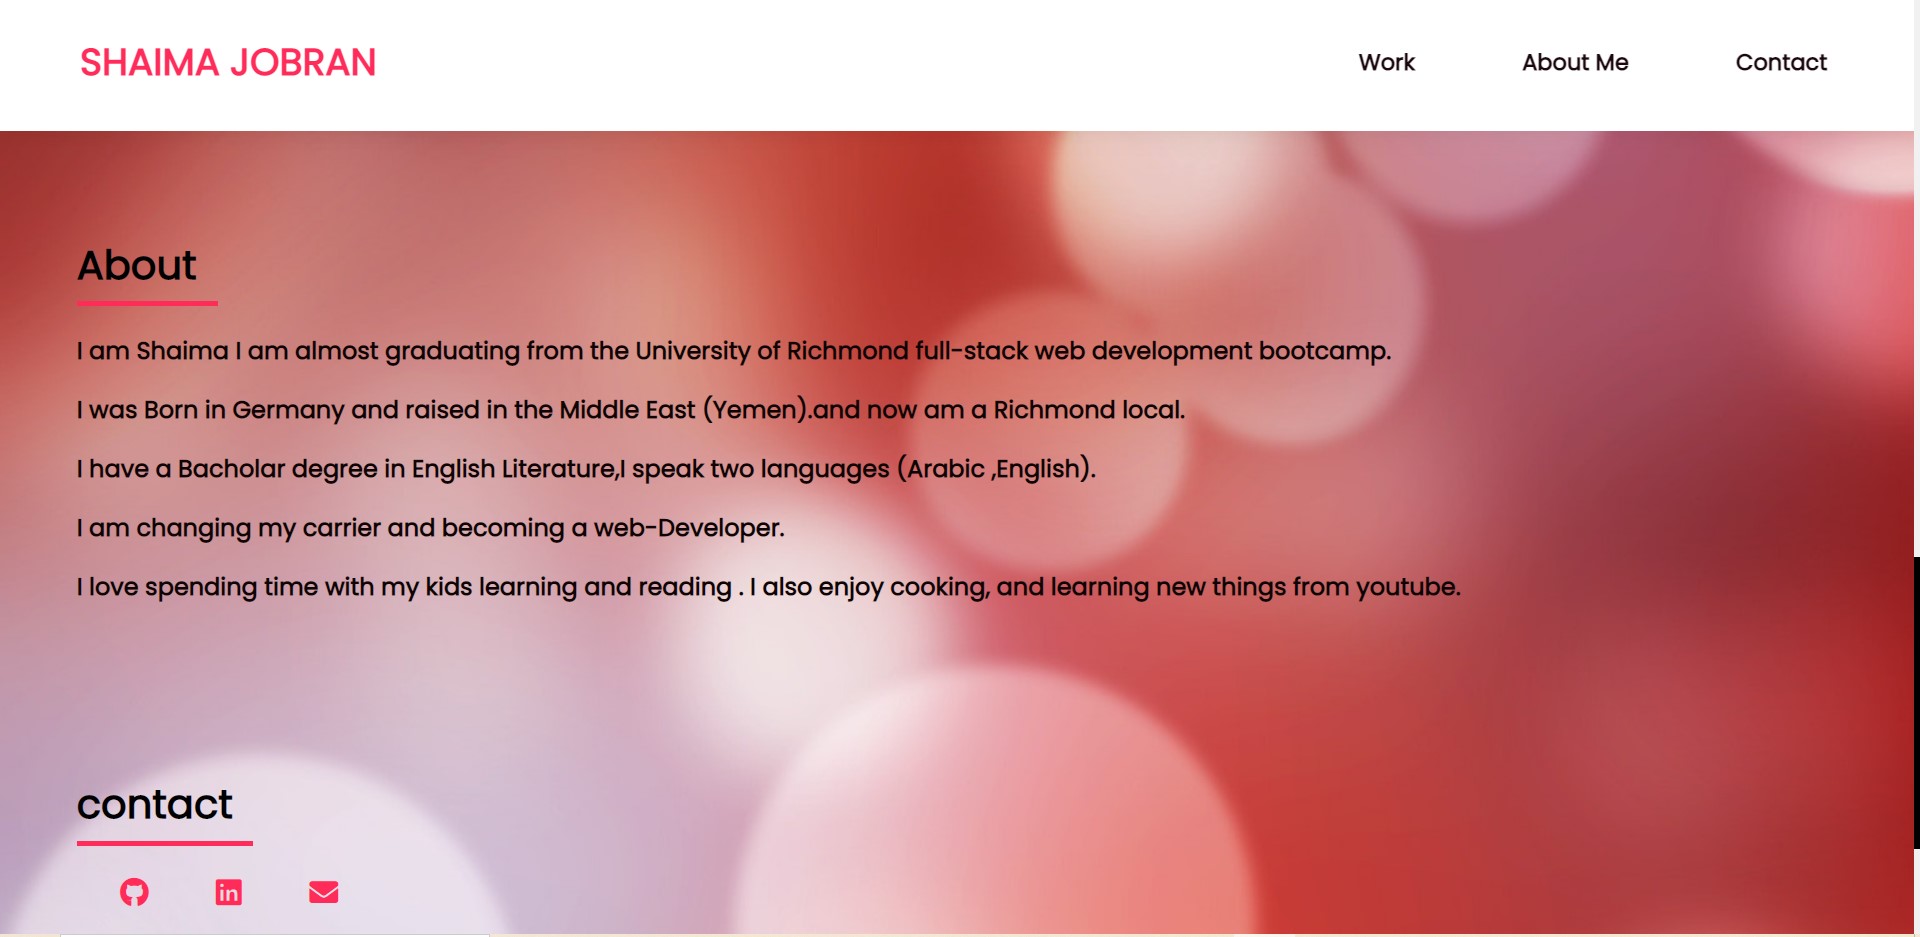 SHAIMA JOBRAN
Work
About Me
Contact
About
I am Shaima I am almost graduating from the University of Richmond full-stack web development bootcamp.
I was Born in Germany and raised in the Middle East (Yemen).and now am a Richmond local.
I have a Bacholar degree in English Literature,I speak two languages (Arabic ,English).
I am changing my carrier and becoming a web-Developer.
I love spending time with my kids learning and reading . I also enjoy cooking, and learning new things from youtube.
contact
in